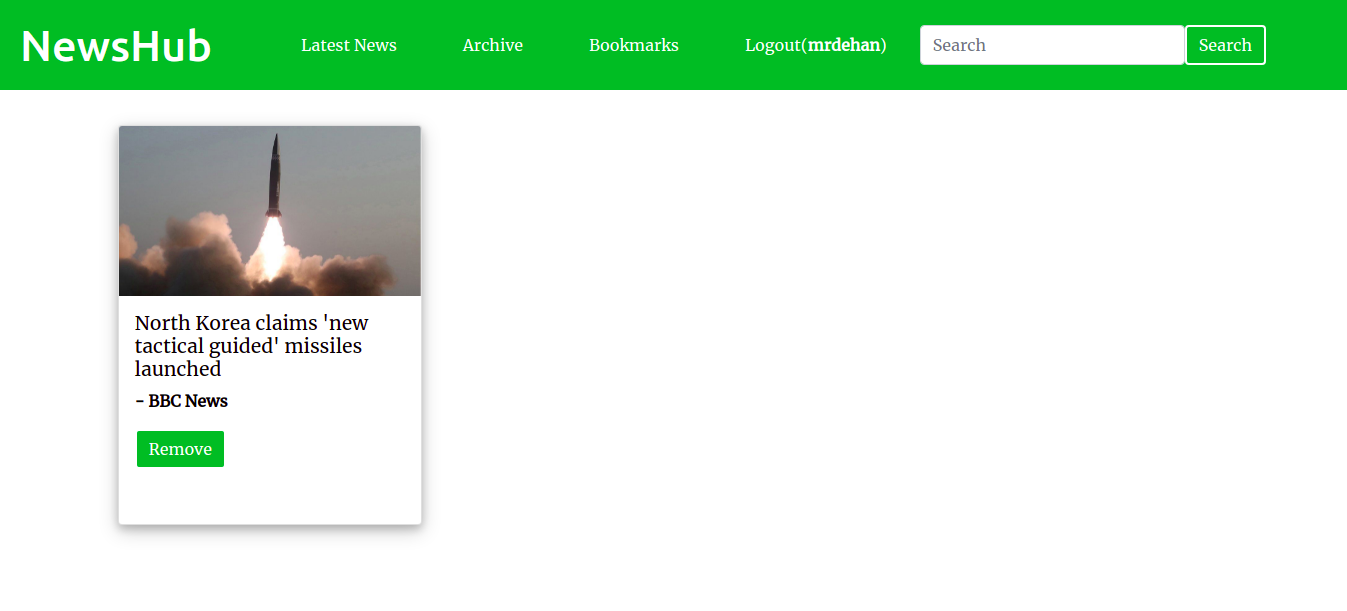 NewsHub Latest News Archive Bookmarks Logout(mrdehan) Search Search
North Korea claims 'new
tactical guided' missiles
launched
- BBC News
Remove